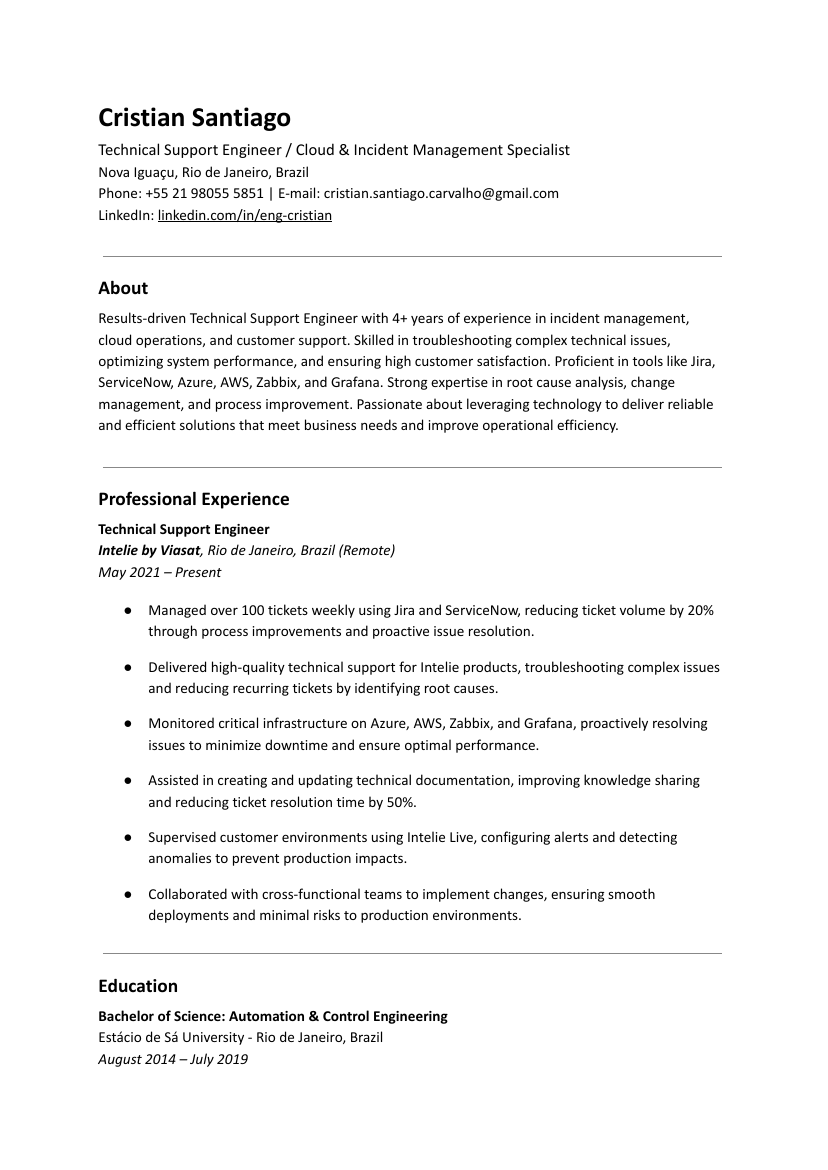 Cristian Santiago
Technical Support Engineer / Cloud & Incident Management Specialist
Nova Iguaçu, Rio de Janeiro, Brazil
Phone: +55 21 98055 5851 | E-mail: cristian.santiago.carvalho@gmail.com
LinkedIn: linkedin.com/in/eng-cristian
About
Results-driven Technical Support Engineer with 4+ years of experience in incident management,
cloud operations, and customer support. Skilled in troubleshooting complex technical issues,
optimizing system performance, and ensuring high customer satisfaction. Proficient in tools like Jira,
ServiceNow, Azure, AWS, Zabbix, and Grafana. Strong expertise in root cause analysis, change
management, and process improvement. Passionate about leveraging technology to deliver reliable
and efficient solutions that meet business needs and improve operational efficiency.
Professional Experience
Technical Support Engineer
Intelie by Viasat, Rio de Janeiro, Brazil (Remote)
May 2021 – Present
● Managed over 100 tickets weekly using Jira and ServiceNow, reducing ticket volume by 20%
through process improvements and proactive issue resolution.
● Delivered high-quality technical support for Intelie products, troubleshooting complex issues
and reducing recurring tickets by identifying root causes.
● Monitored critical infrastructure on Azure, AWS, Zabbix, and Grafana, proactively resolving
issues to minimize downtime and ensure optimal performance.
● Assisted in creating and updating technical documentation, improving knowledge sharing
and reducing ticket resolution time by 50%.
● Supervised customer environments using Intelie Live, configuring alerts and detecting
anomalies to prevent production impacts.
● Collaborated with cross-functional teams to implement changes, ensuring smooth
deployments and minimal risks to production environments.
Education
Bachelor of Science: Automation & Control Engineering
Estácio de Sá University - Rio de Janeiro, Brazil
August 2014 – July 2019